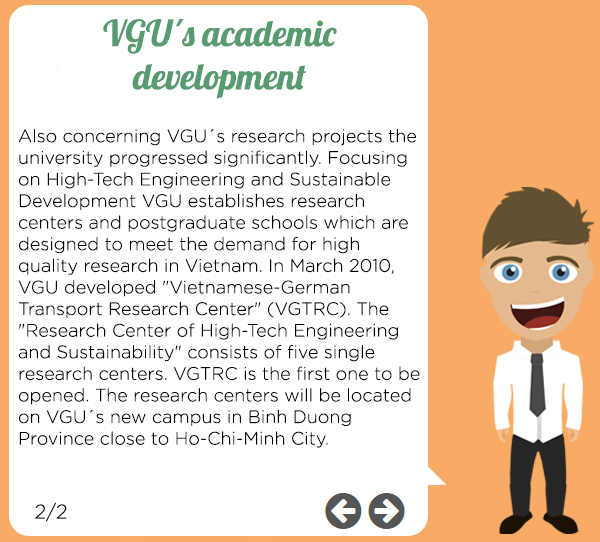 VGU´s academic
development
Also concerning VGU´s research projects the
university progressed significantly. Focusing
on High-Tech Engineering and Sustainable
Development VGU establishes research
centers and postgraduate schools which are
designed to meet the demand for high
quality research in Vietnam. In March 2010,
VGU developed "Vietnamese-German
Transport Research Center" (VGTRC). The
"Research Center of High-Tech Engineering
and Sustainability" consists of five single
research centers. VGTRC is the first one to be
opened. The research centers will be located
on VGU´s new campus in Binh Duong
Province close to Ho-Chi-Minh City.
2/2